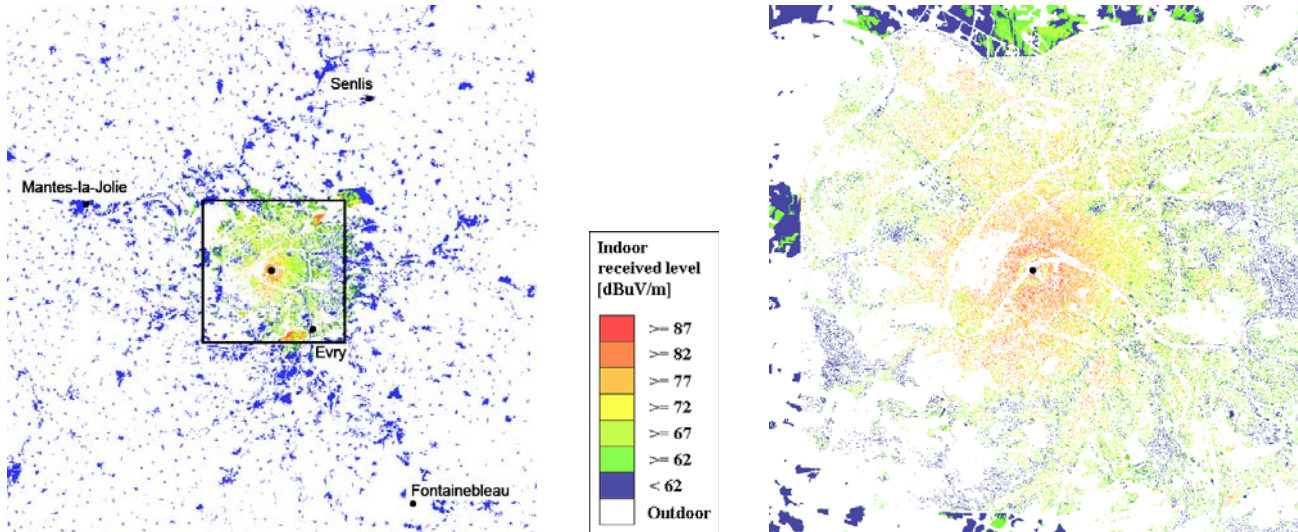 Senlis
Mantes-la-Jolie
Evry
Fontainebleau
Indoor
received level
[dBuV/m]
>= 87
>= 82
>= 77
>= 72
>= 67
>= 62
< 62
Outdoor